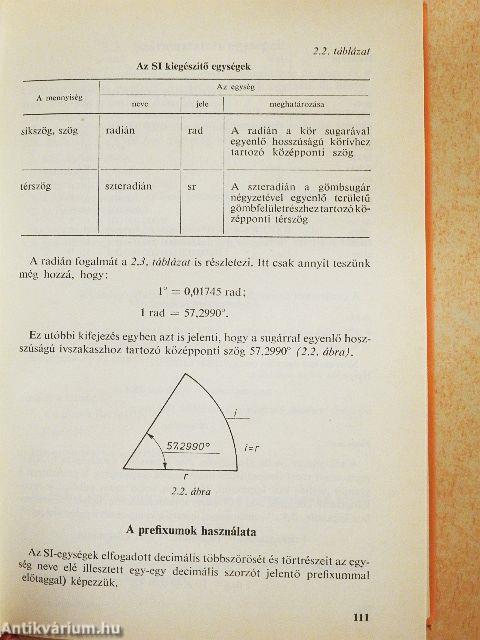 2.2. táblázat
Az SI kiegészítő egységek
A mennyiség
Az egység
neve
jele
meghatározása
síkszög, szög
radián
rad
A radián a kör sugarával
egyenlő hosszúságú körívhez
tartozó középponti szög
térszög
szteradián
sr
A szteradián a gömbsugár
négyzetével egyenlő területű
gömbfelületrészhez tartozó kö-
zépponti térszög
A radián fogalmát a 2.3. táblázat is részletezi. Itt csak annyit teszünk
még hozzá, hogy:
1° = 0,01745 rad;
1 rad = 57,2990°.
Ez utóbbi kifejezés egyben azt is jelenti, hogy a sugárral egyenlő hosz-
szúságú ívszakaszhoz tartozó középponti szög 57,2990° (2.2. ábra).
i
57,2990°
i=r
r
2.2. ábra
A prefixumok használata
Az SI-egységek elfogadott decimális többszörösét és törtrészeit az egy-
ség neve elé illesztett egy-egy decimális szorzót jelentő prefixummal
(előtaggal) képezzük.
111
Antikvárium.hu